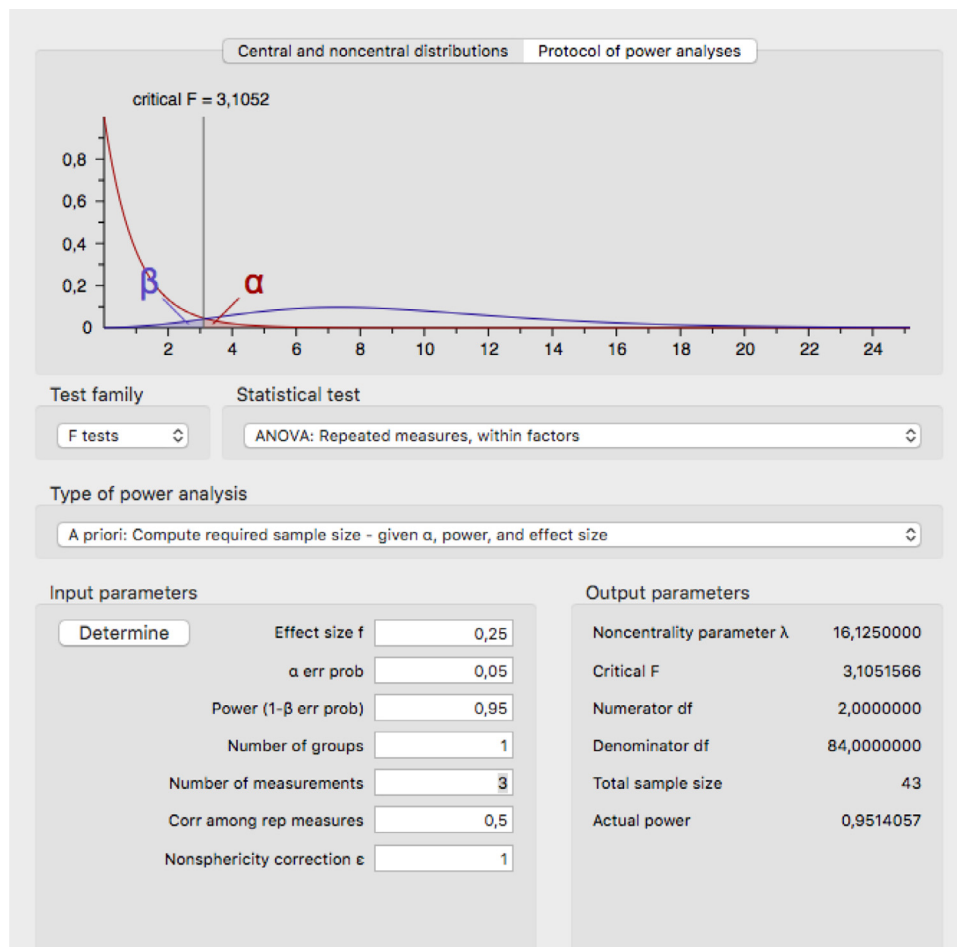 Central and noncentral distributions Protocol of power analyses
critical F = 3,1052
0,8
0,6
0,4
0,2
0
β α
2 4 6 8 10 12 14 16 18 20 22 24
Test family Statistical test
F tests ANOVA: Repeated measures, within factors
Type of power analysis
A priori: Compute required sample size - given α, power, and effect size
Input parameters Output parameters
Determine Effect size f 0,25 Noncentrality parameter λ 16,1250000
α err prob 0,05 Critical F 3,1051566
Power (1-β err prob) 0,95 Numerator df 2,0000000
Number of groups 1 Denominator df 84,0000000
Number of measurements 3 Total sample size 43
Corr among rep measures 0,5 Actual power 0,9514057
Nonsphericity correction ε 1